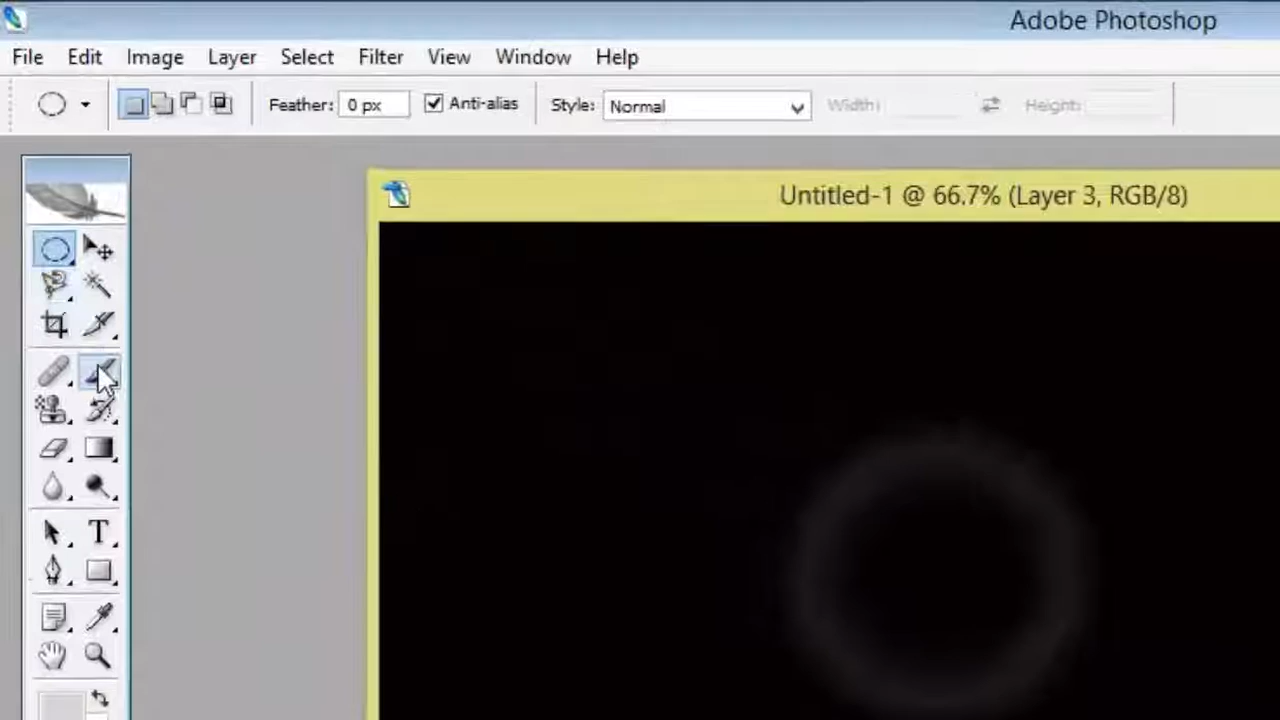 Adobe Photoshop
File Edit Image Layer Select Filter View Window Help
Feather: 0 px Anti-alias Style: Normal Width: Height:
Untitled-1 @ 66.7% (Layer 3, RGB/8)
T